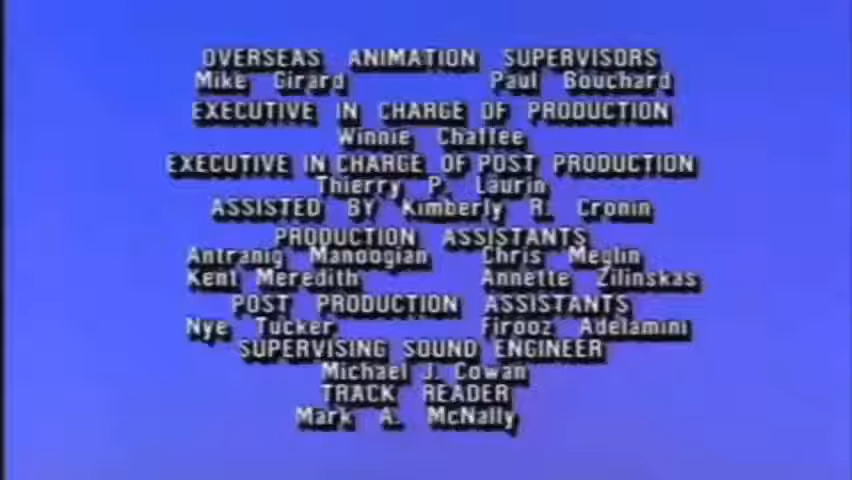 OVERSEAS ANIMATION SUPERVISORS
Mike Girard Paul Bouchard
EXECUTIVE IN CHARGE OF PRODUCTION
Winnie Chaffee
EXECUTIVE IN CHARGE OF POST PRODUCTION
Thierry P. Laurin
ASSISTED BY Kimberly R. Cronin
PRODUCTION ASSISTANTS
Antranig Manoogian Chris Meglin
Kent Meredith Annette Zilinskas
POST PRODUCTION ASSISTANTS
Nye Tucker Firooz Adelamini
SUPERVISING SOUND ENGINEER
Michael J. Cowan
TRACK READER
Mark A. McNally